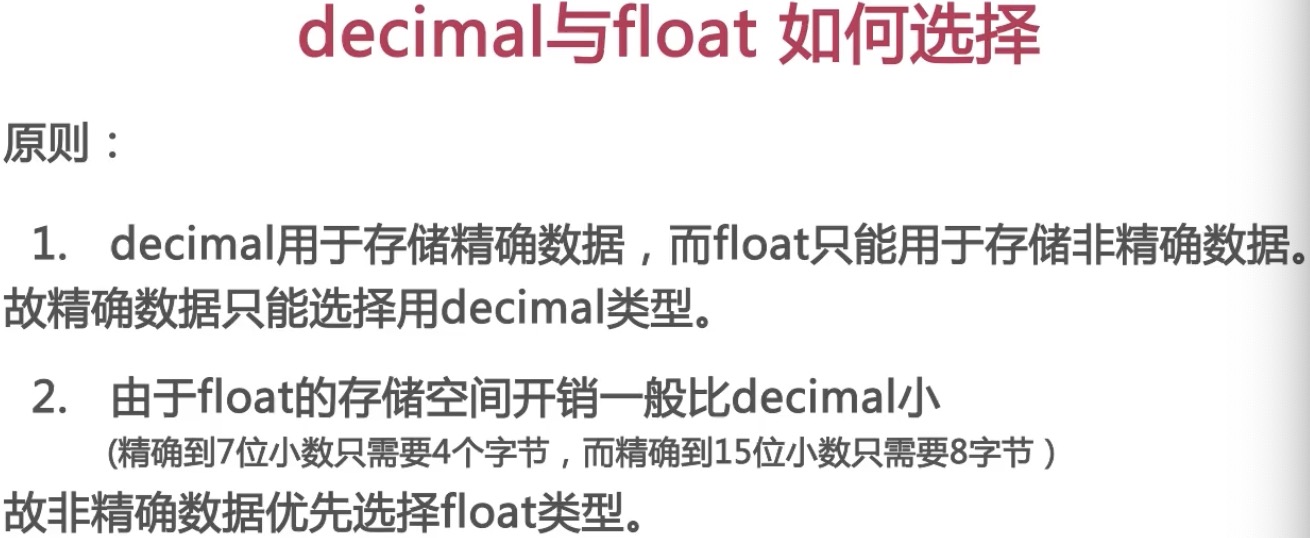 decimal与float 如何选择
原则：
1. decimal用于存储精确数据，而float只能用于存储非精确数据。
故精确数据只能选择用decimal类型。
2. 由于float的存储空间开销一般比decimal小
(精确到7位小数只需要4个字节，而精确到15位小数只需要8字节）
故非精确数据优先选择float类型。